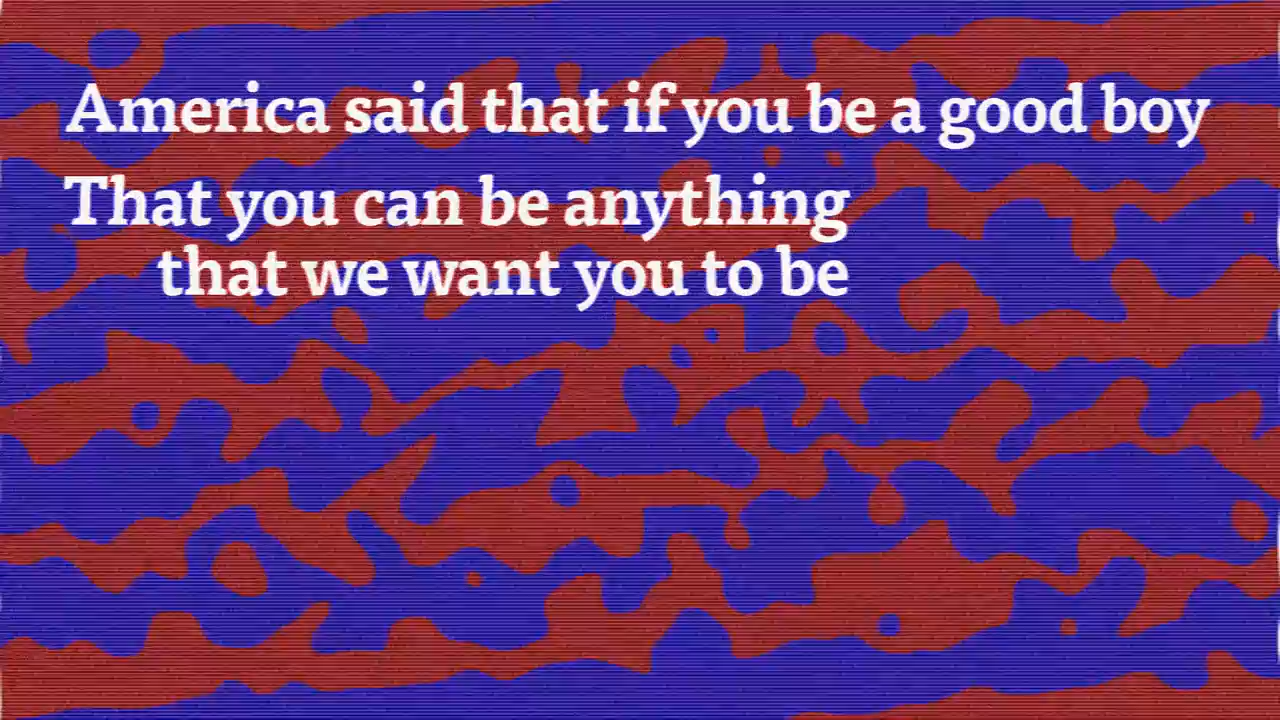 America said that if you be a good boy
That you can be anything
that we want you to be